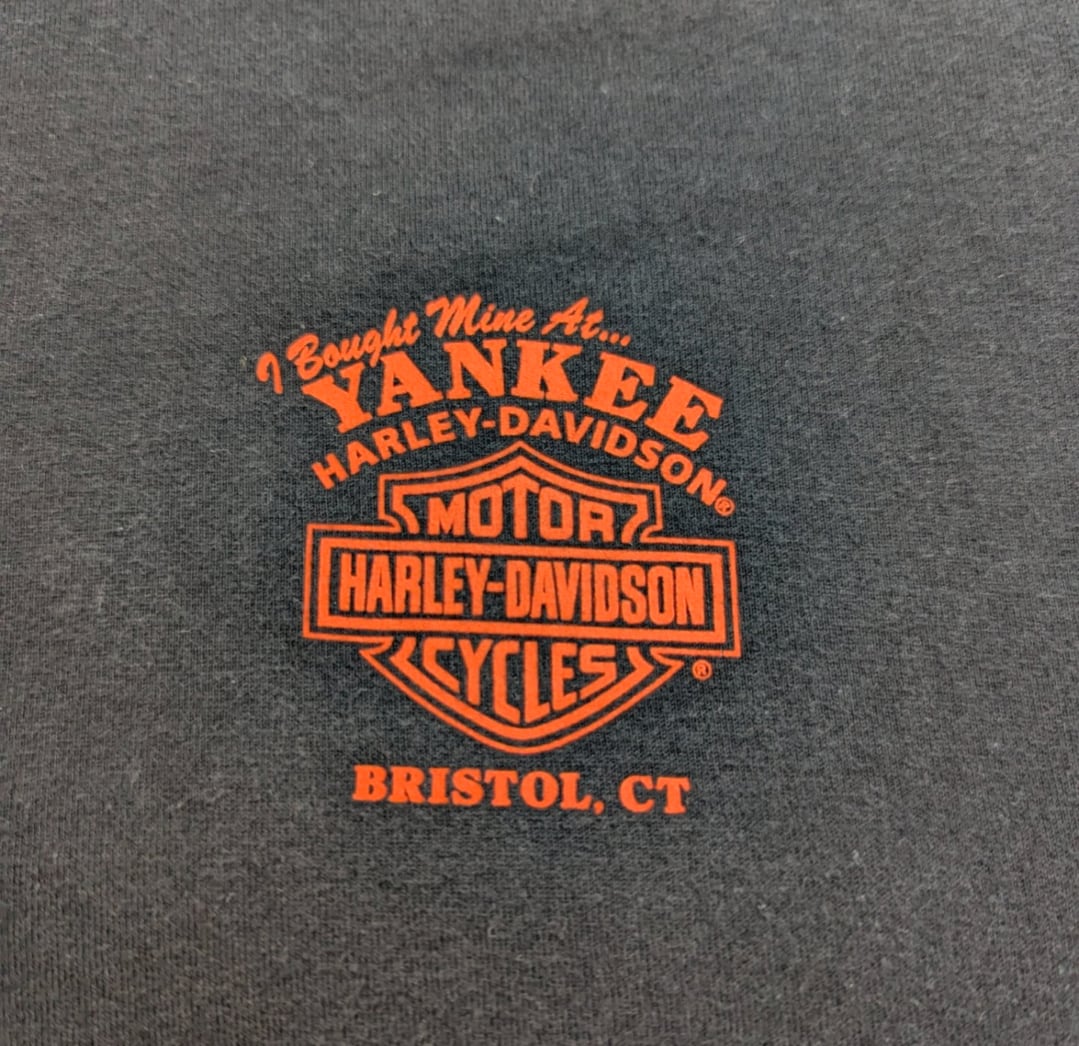 I Bought Mine At...
YANKEE
HARLEY-DAVIDSON®
MOTOR
HARLEY-DAVIDSON
CYCLES
®
BRISTOL, CT